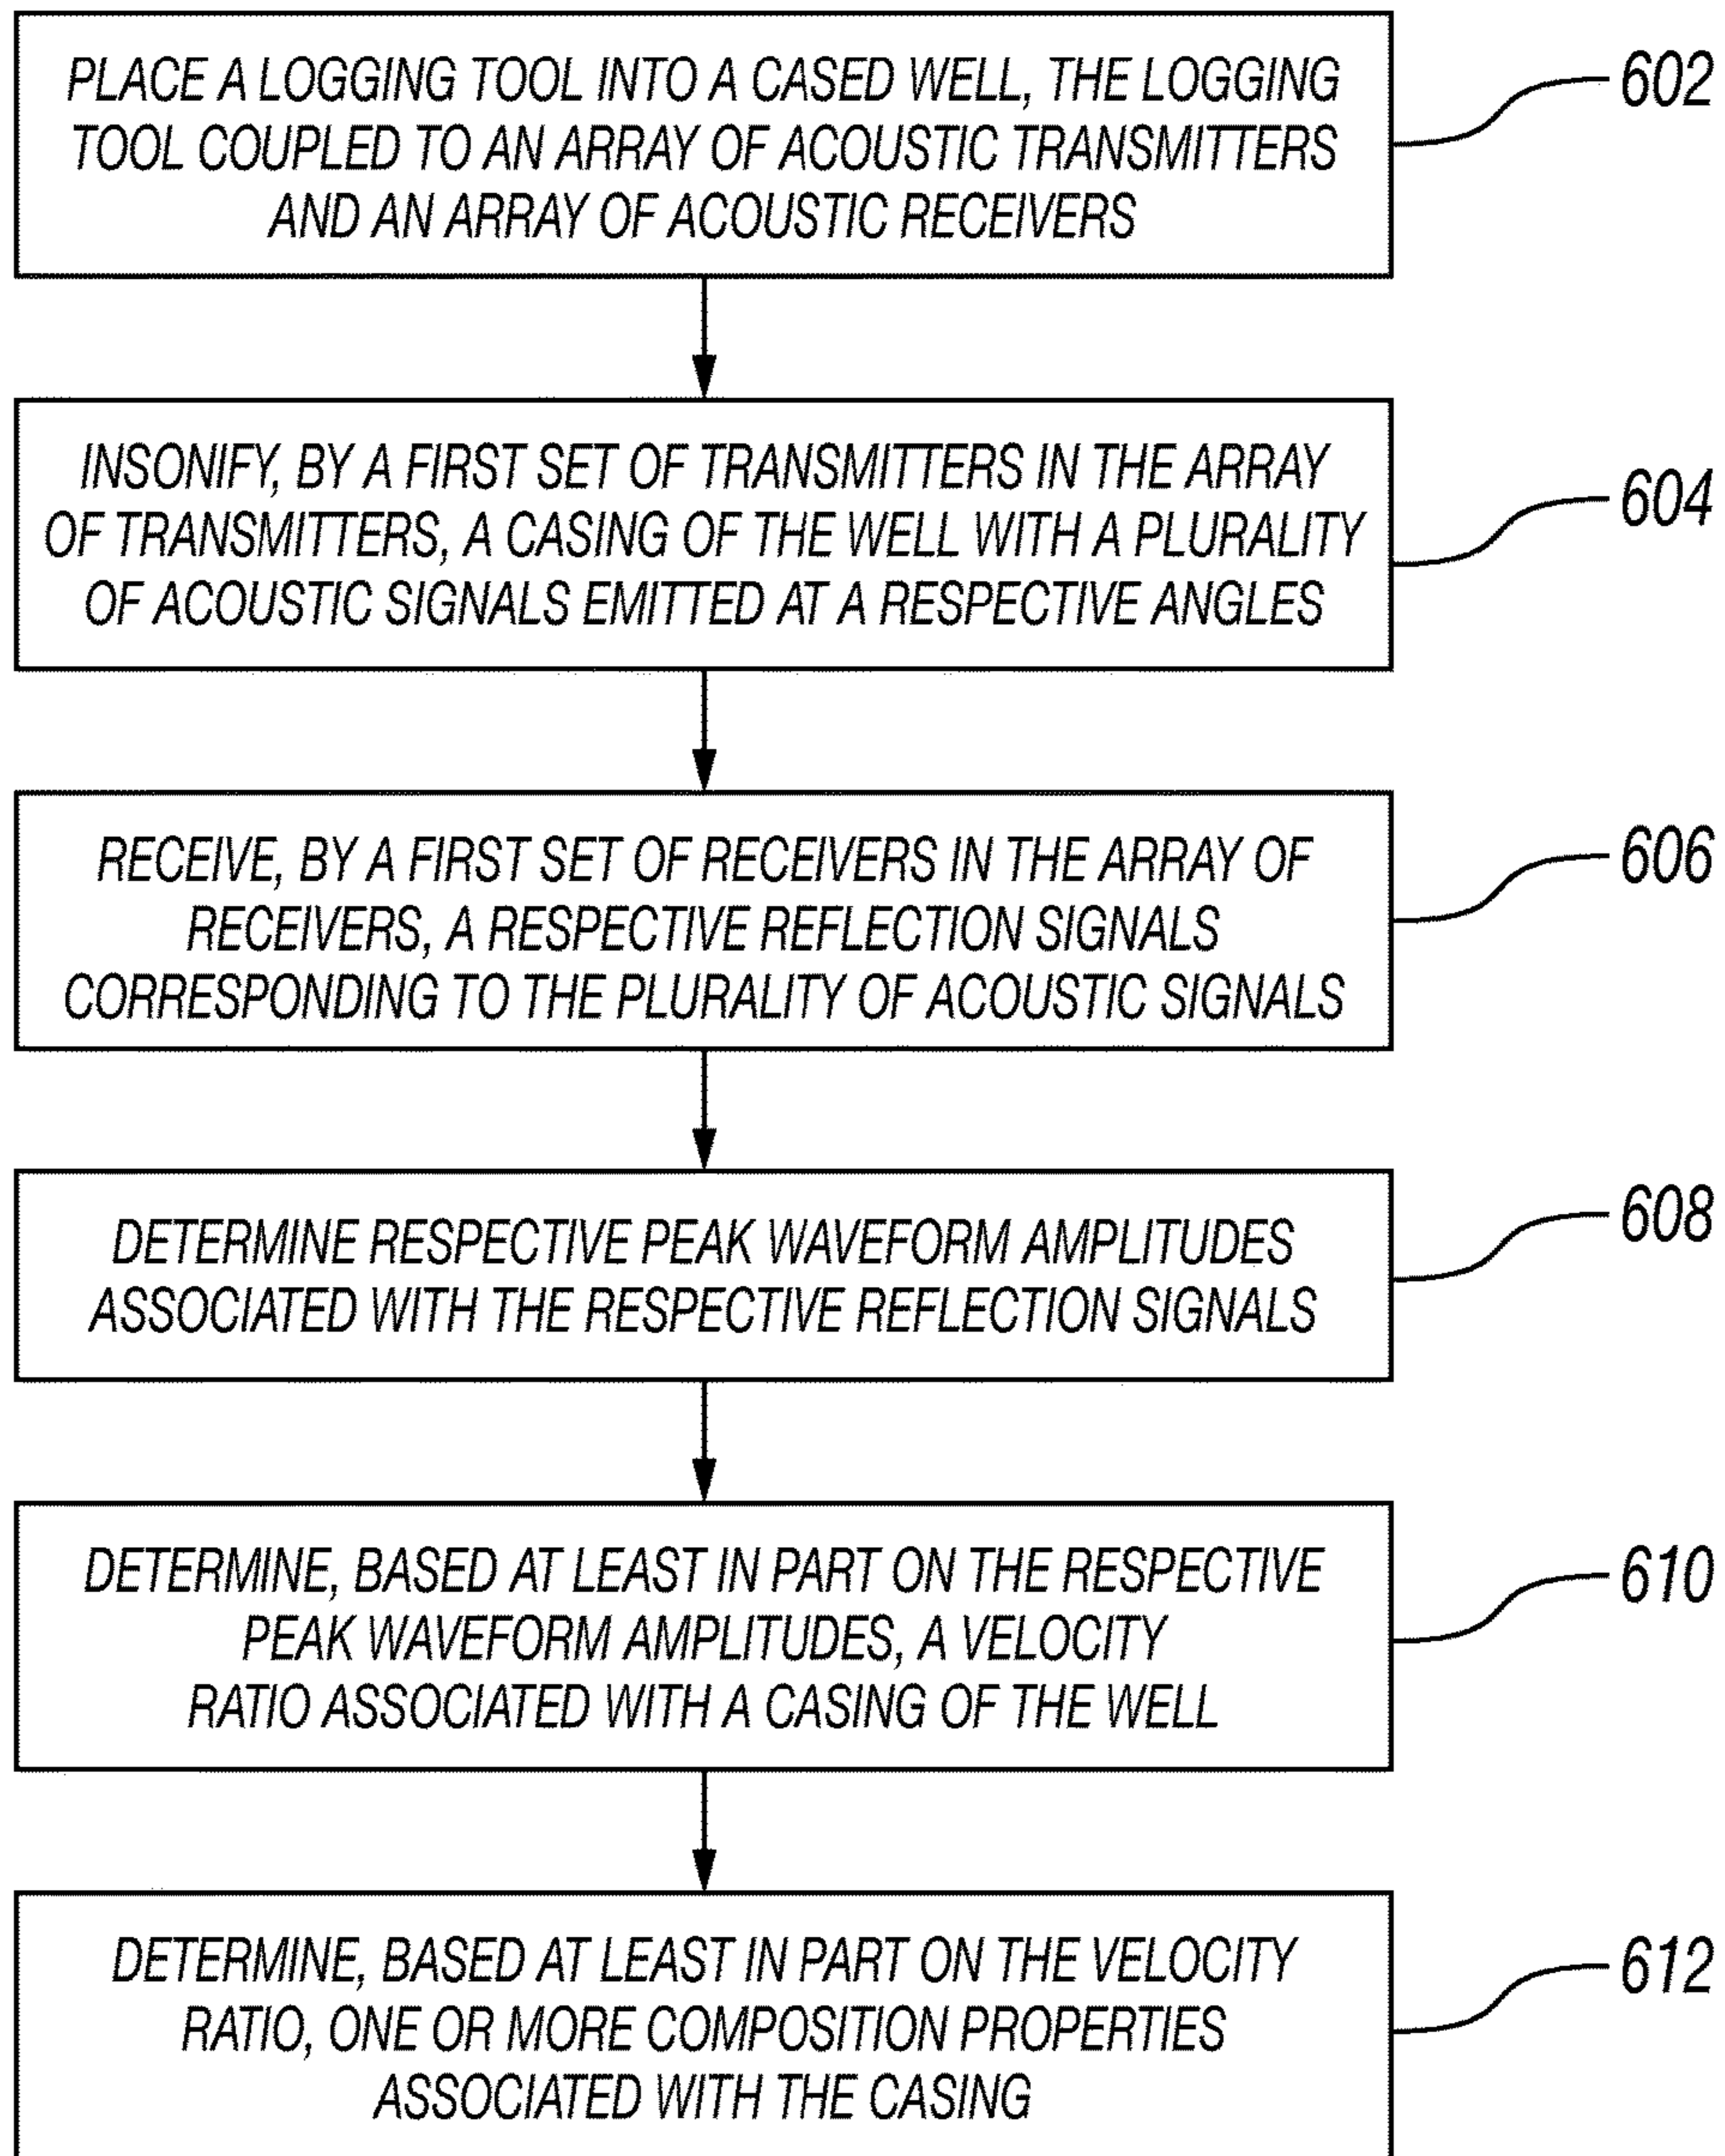 PLACE A LOGGING TOOL INTO A CASED WELL, THE LOGGING
TOOL COUPLED TO AN ARRAY OF ACOUSTIC TRANSMITTERS
AND AN ARRAY OF ACOUSTIC RECEIVERS
602
INSONIFY, BY A FIRST SET OF TRANSMITTERS IN THE ARRAY
OF TRANSMITTERS, A CASING OF THE WELL WITH A PLURALITY
OF ACOUSTIC SIGNALS EMITTED AT A RESPECTIVE ANGLES
604
RECEIVE, BY A FIRST SET OF RECEIVERS IN THE ARRAY OF
RECEIVERS, A RESPECTIVE REFLECTION SIGNALS
CORRESPONDING TO THE PLURALITY OF ACOUSTIC SIGNALS
606
DETERMINE RESPECTIVE PEAK WAVEFORM AMPLITUDES
ASSOCIATED WITH THE RESPECTIVE REFLECTION SIGNALS
608
DETERMINE, BASED AT LEAST IN PART ON THE RESPECTIVE
PEAK WAVEFORM AMPLITUDES, A VELOCITY
RATIO ASSOCIATED WITH A CASING OF THE WELL
610
DETERMINE, BASED AT LEAST IN PART ON THE VELOCITY
RATIO, ONE OR MORE COMPOSITION PROPERTIES
ASSOCIATED WITH THE CASING
612